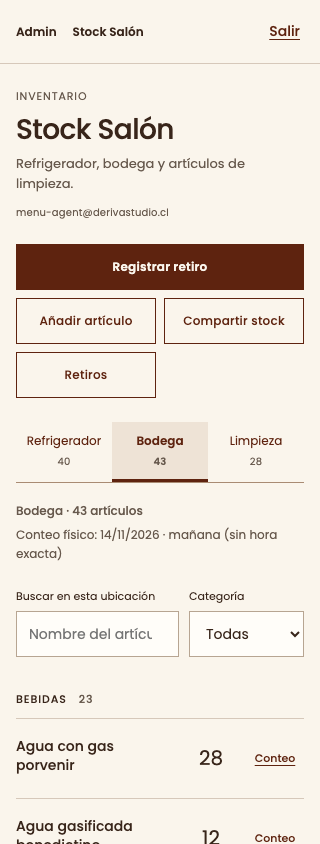 Admin Stock Salón Salir
INVENTARIO
Stock Salón
Refrigerador, bodega y artículos de
limpieza.
menu-agent@derivastudio.cl
Registrar retiro
Añadir artículo Compartir stock
Retiros
Refrigerador Bodega Limpieza
40 43 28
Bodega · 43 artículos
Conteo físico: 14/11/2026 · mañana (sin hora
exacta)
Buscar en esta ubicación Categoría
Nombre del artícu Todas
BEBIDAS 23
Agua con gas
porvenir
28 Conteo
Agua gasificada
benedictino
12 Conteo